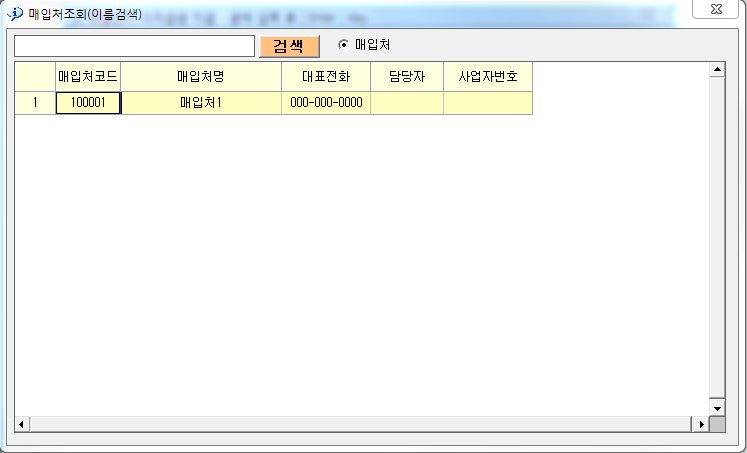 매입처조회(이름검색)
검색 매입처
매입처코드 매입처명 대표전화 담당자 사업자번호
1 100001 매입처1 000-000-0000